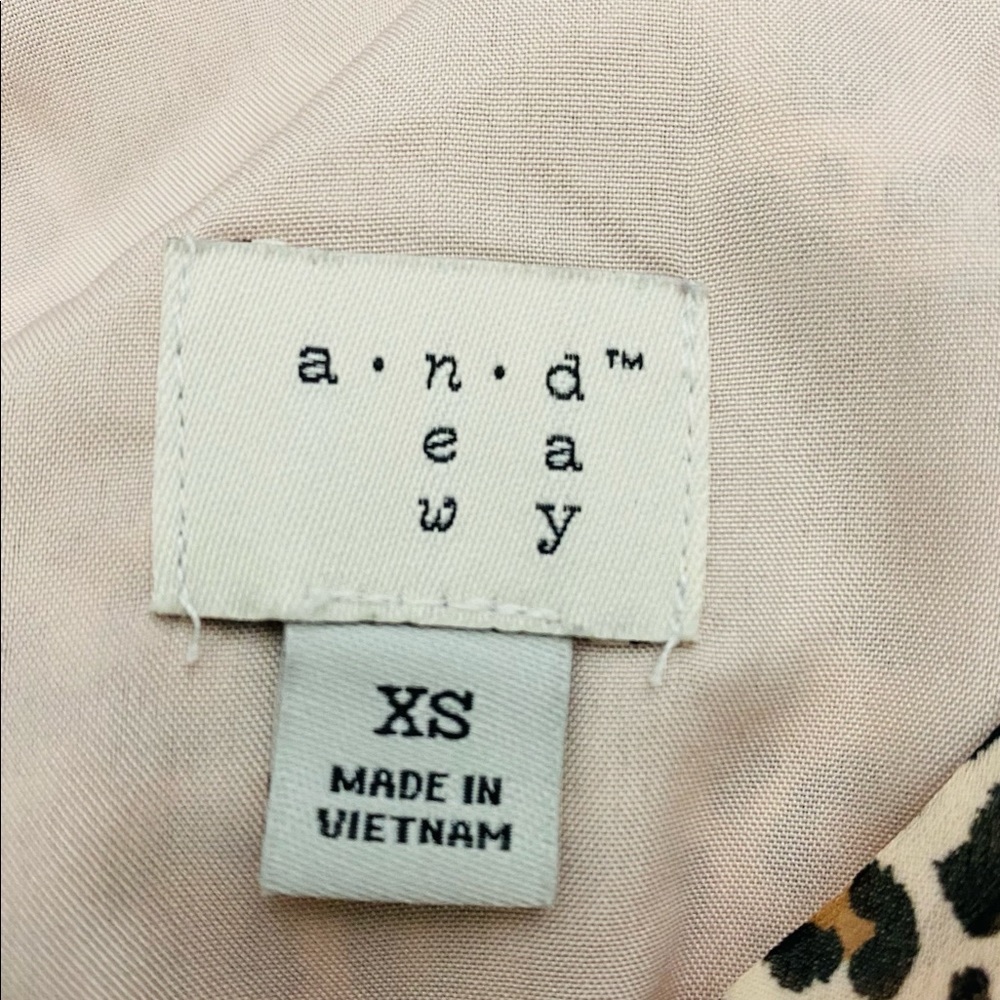 a·n·d™
e a
w y
XS
MADE IN
VIETNAM